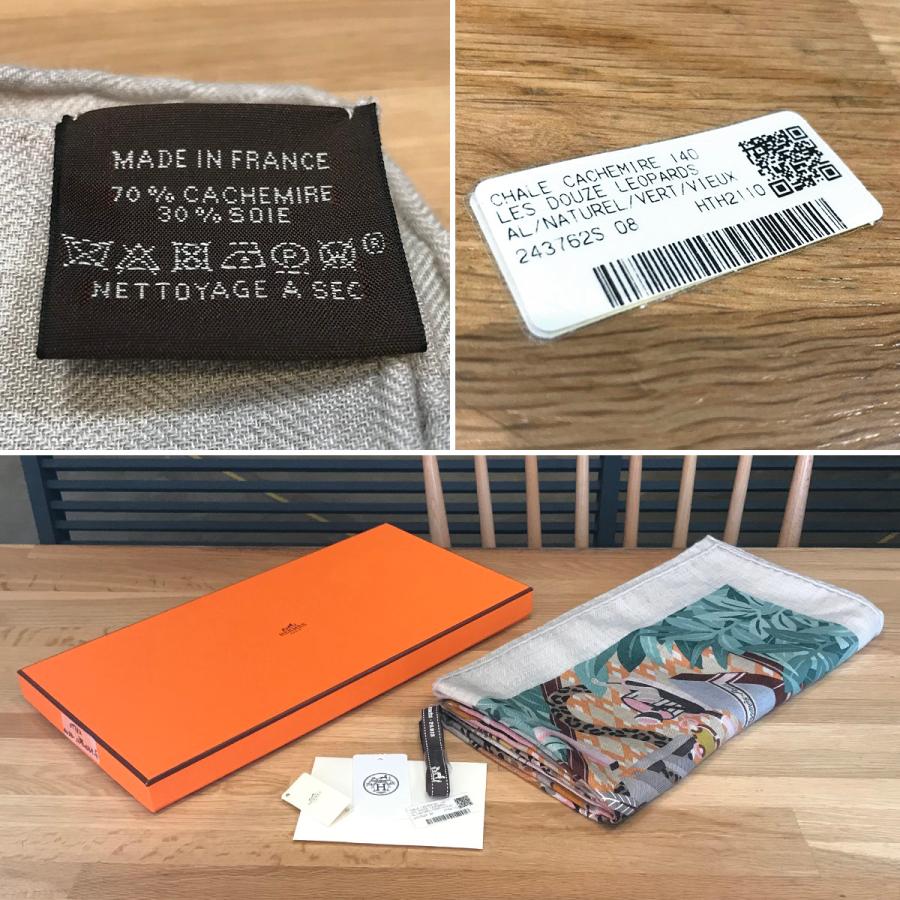 MADE IN FRANCE
70 % CACHEMIRE
30 % SOIE
®
NETTOYAGE A SEC
CHALE CACHEMIRE 140
LES DOUZE LEOPARDS
AL/NATUREL/VERT/VIEUX
243762S 08
HTH2110
HERMES